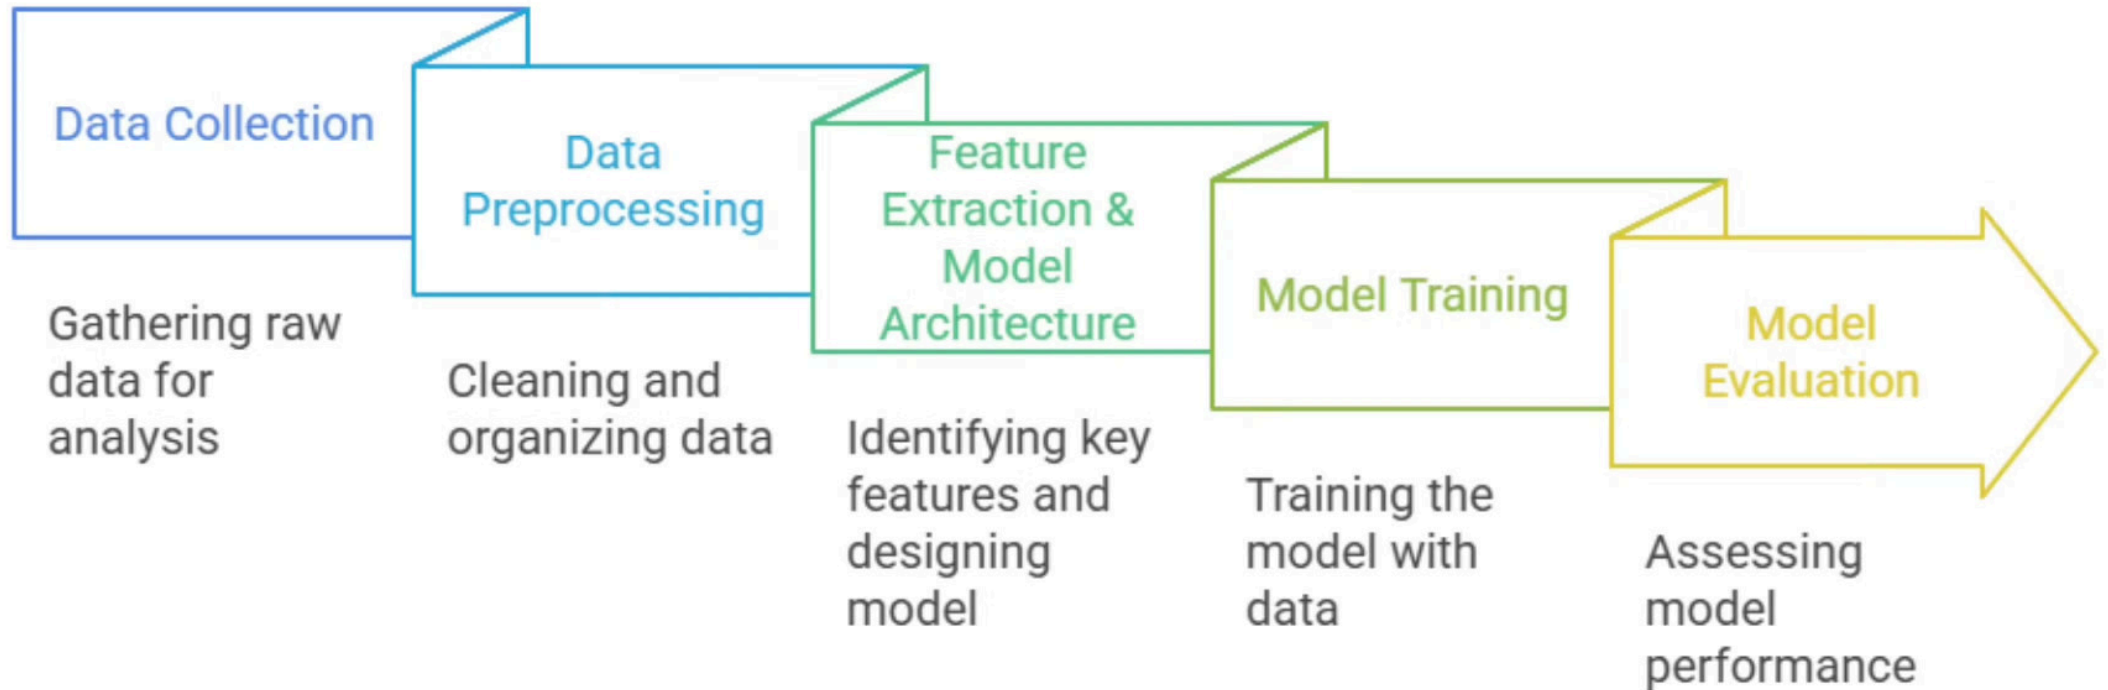 Data Collection
Gathering raw
data for
analysis
Data
Preprocessing
Cleaning and
organizing data
Feature
Extraction &
Model
Architecture
Identifying key
features and
designing
model
Model Training
Training the
model with
data
Model
Evaluation
Assessing
model
performance